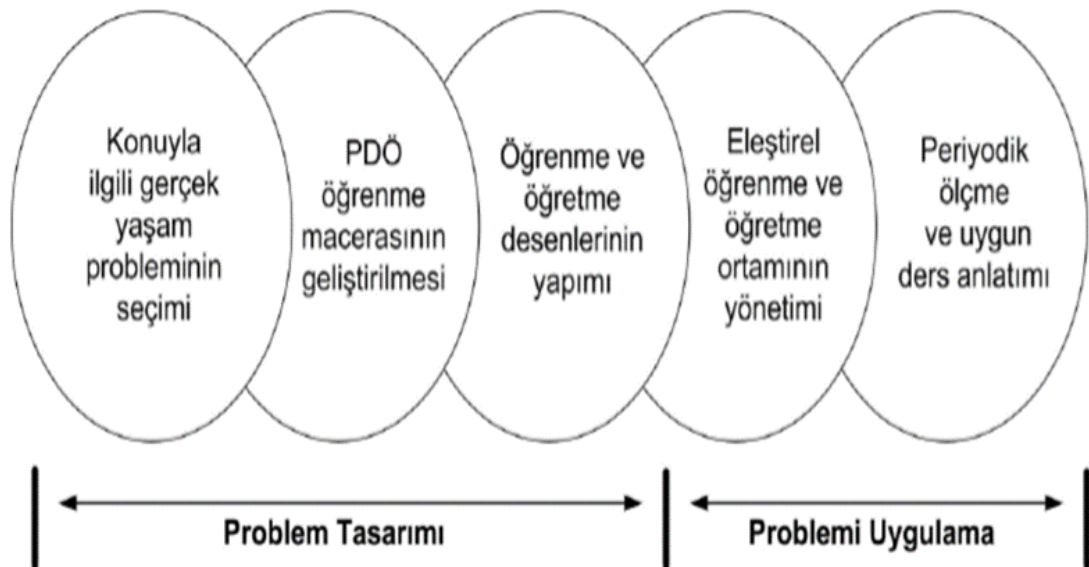 Konuyla
ilgili gerçek
yaşam
probleminin
seçimi
PDÖ
öğrenme
macerasının
geliştirilmesi
Öğrenme ve
öğretme
desenlerinin
yapımı
Eleştirel
öğrenme ve
öğretme
ortamının
yönetimi
Periyodik
ölçme
ve uygun
ders anlatımı
Problem Tasarımı
Problemi Uygulama